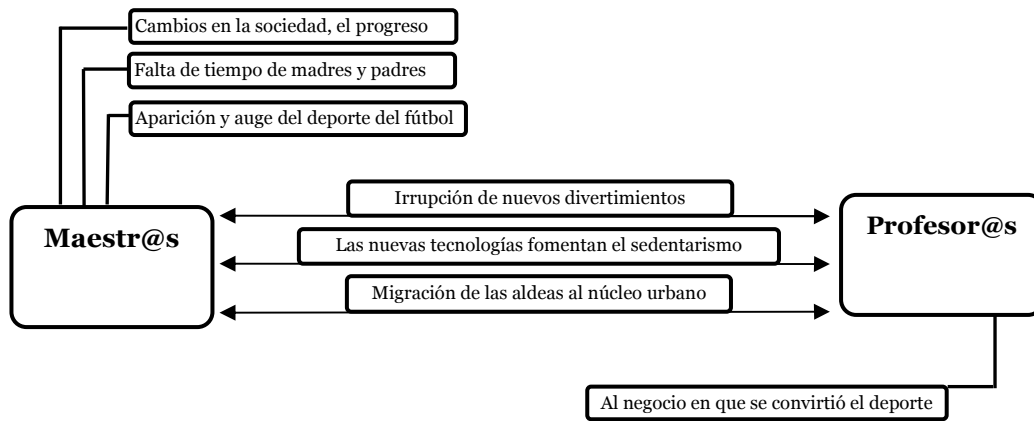 Cambios en la sociedad, el progreso
Falta de tiempo de madres y padres
Aparición y auge del deporte del fútbol
Irrupción de nuevos divertimientos
Maestr@s
Profesor@s
Las nuevas tecnologías fomentan el sedentarismo
Migración de las aldeas al núcleo urbano
Al negocio en que se convirtió el deporte